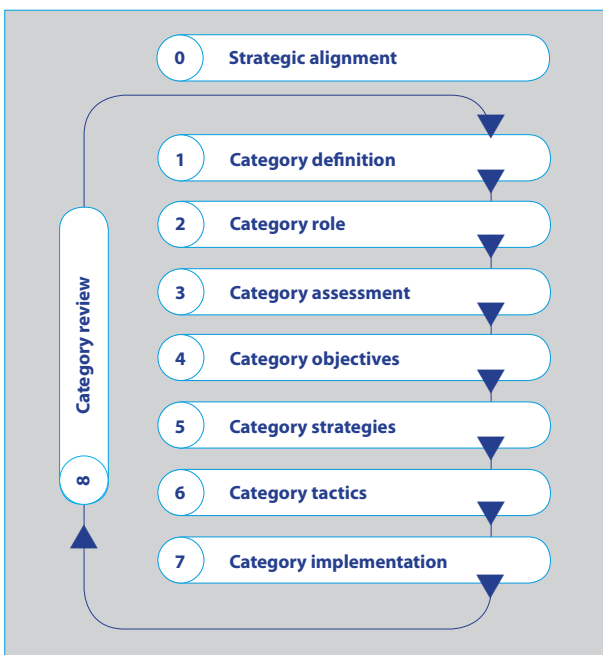 0 Strategic alignment
1 Category definition
2 Category role
3 Category assessment
4 Category objectives
5 Category strategies
6 Category tactics
7 Category implementation
8 Category review